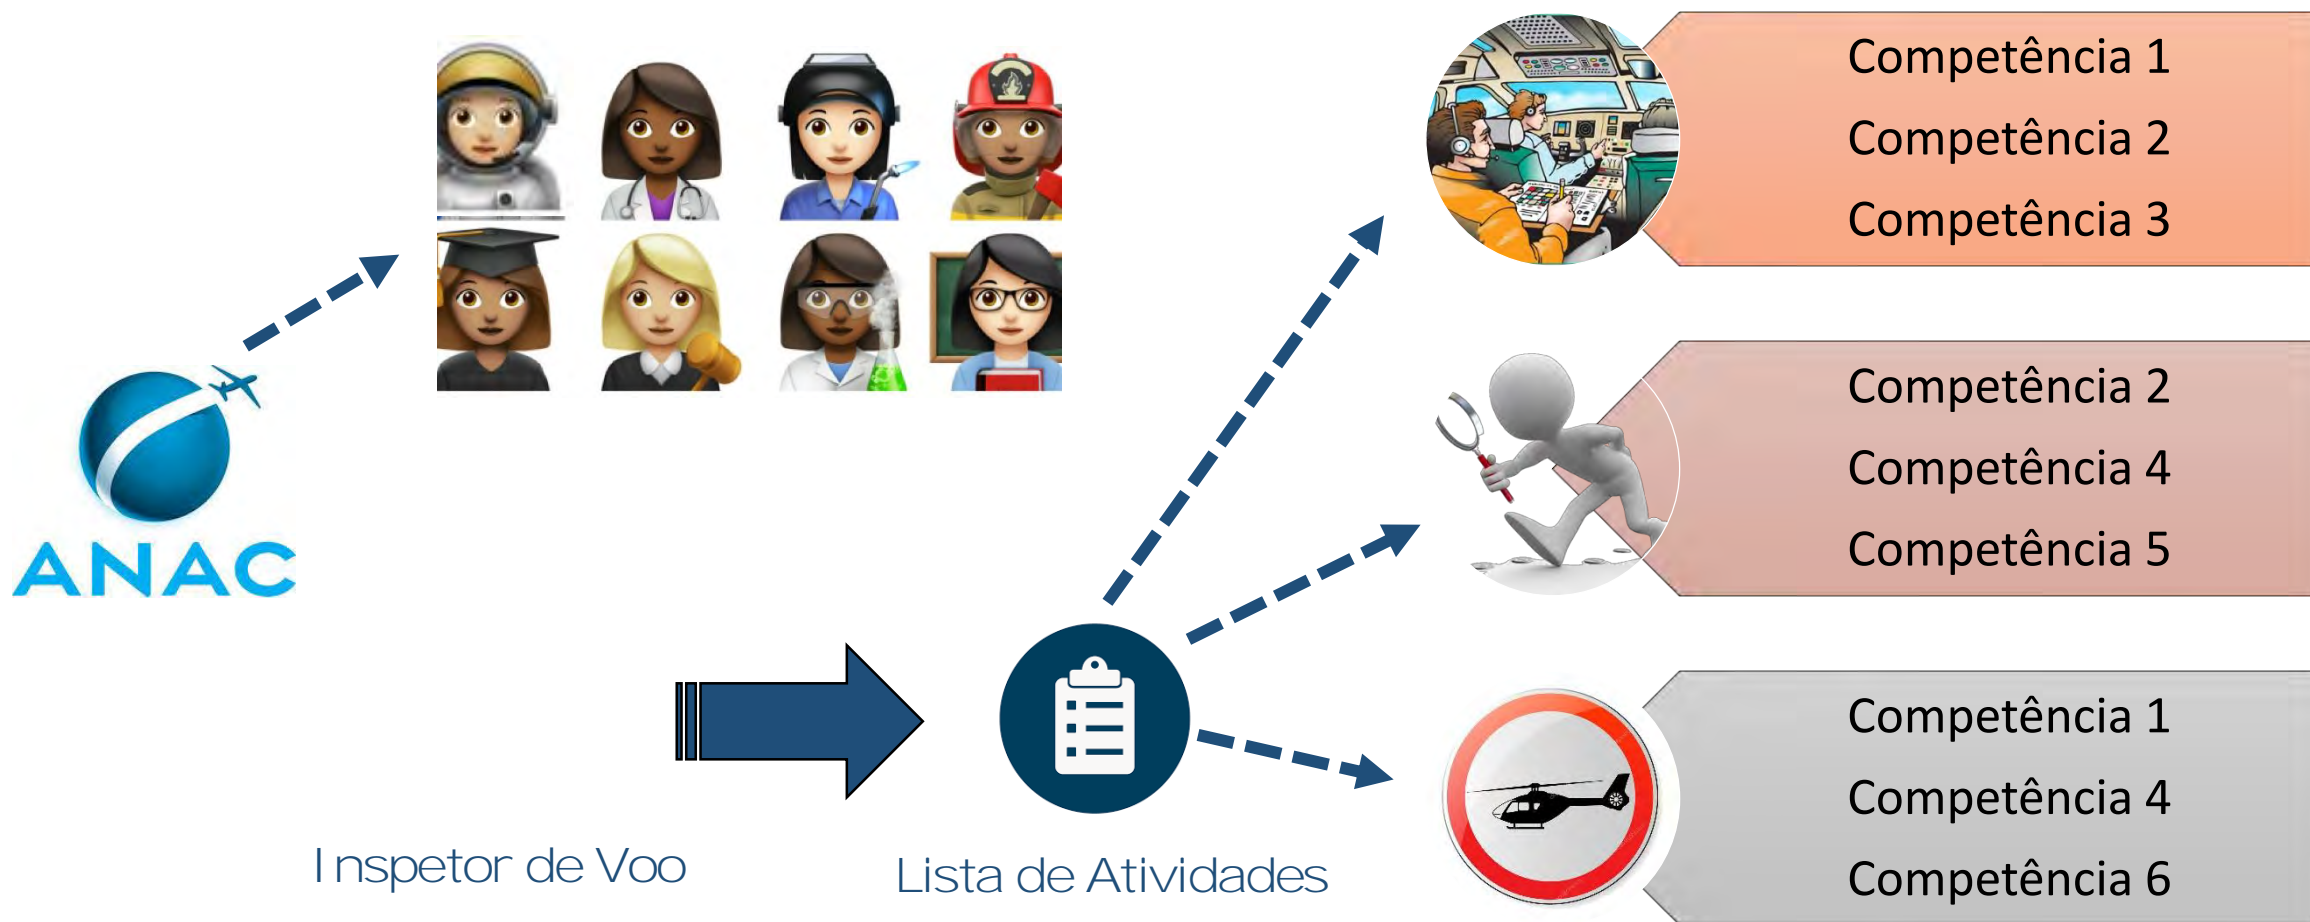 ANAC
Inspetor de Voo
Lista de Atividades
Competência 1
Competência 2
Competência 3
Competência 2
Competência 4
Competência 5
Competência 1
Competência 4
Competência 6